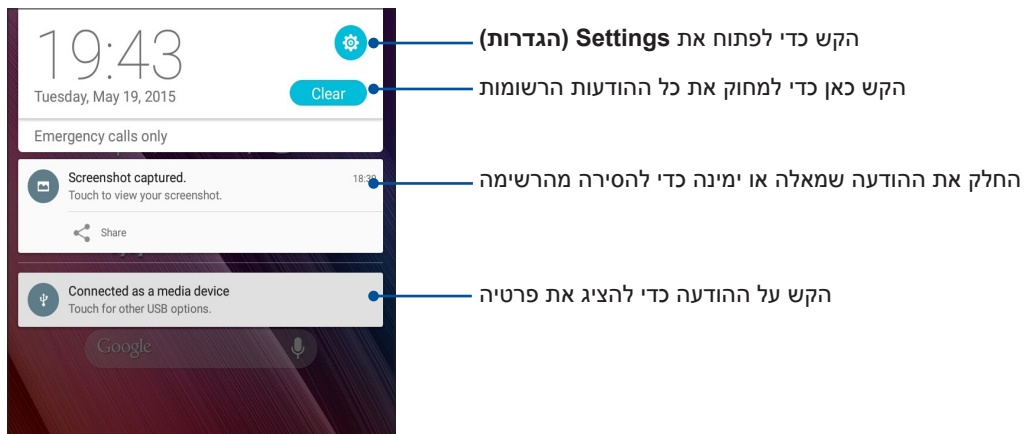 19:43
הקש כדי לפתוח את Settings (הגדרות)
Tuesday, May 19, 2015
Clear
הקש כאן כדי למחוק את כל ההודעות הרשומות
Emergency calls only
Screenshot captured.
18:39
Touch to view your screenshot.
החלק את ההודעה שמאלה או ימינה כדי להסירה מהרשימה
Share
Connected as a media device
Touch for other USB options.
הקש על ההודעה כדי להציג את פרטיה
Google